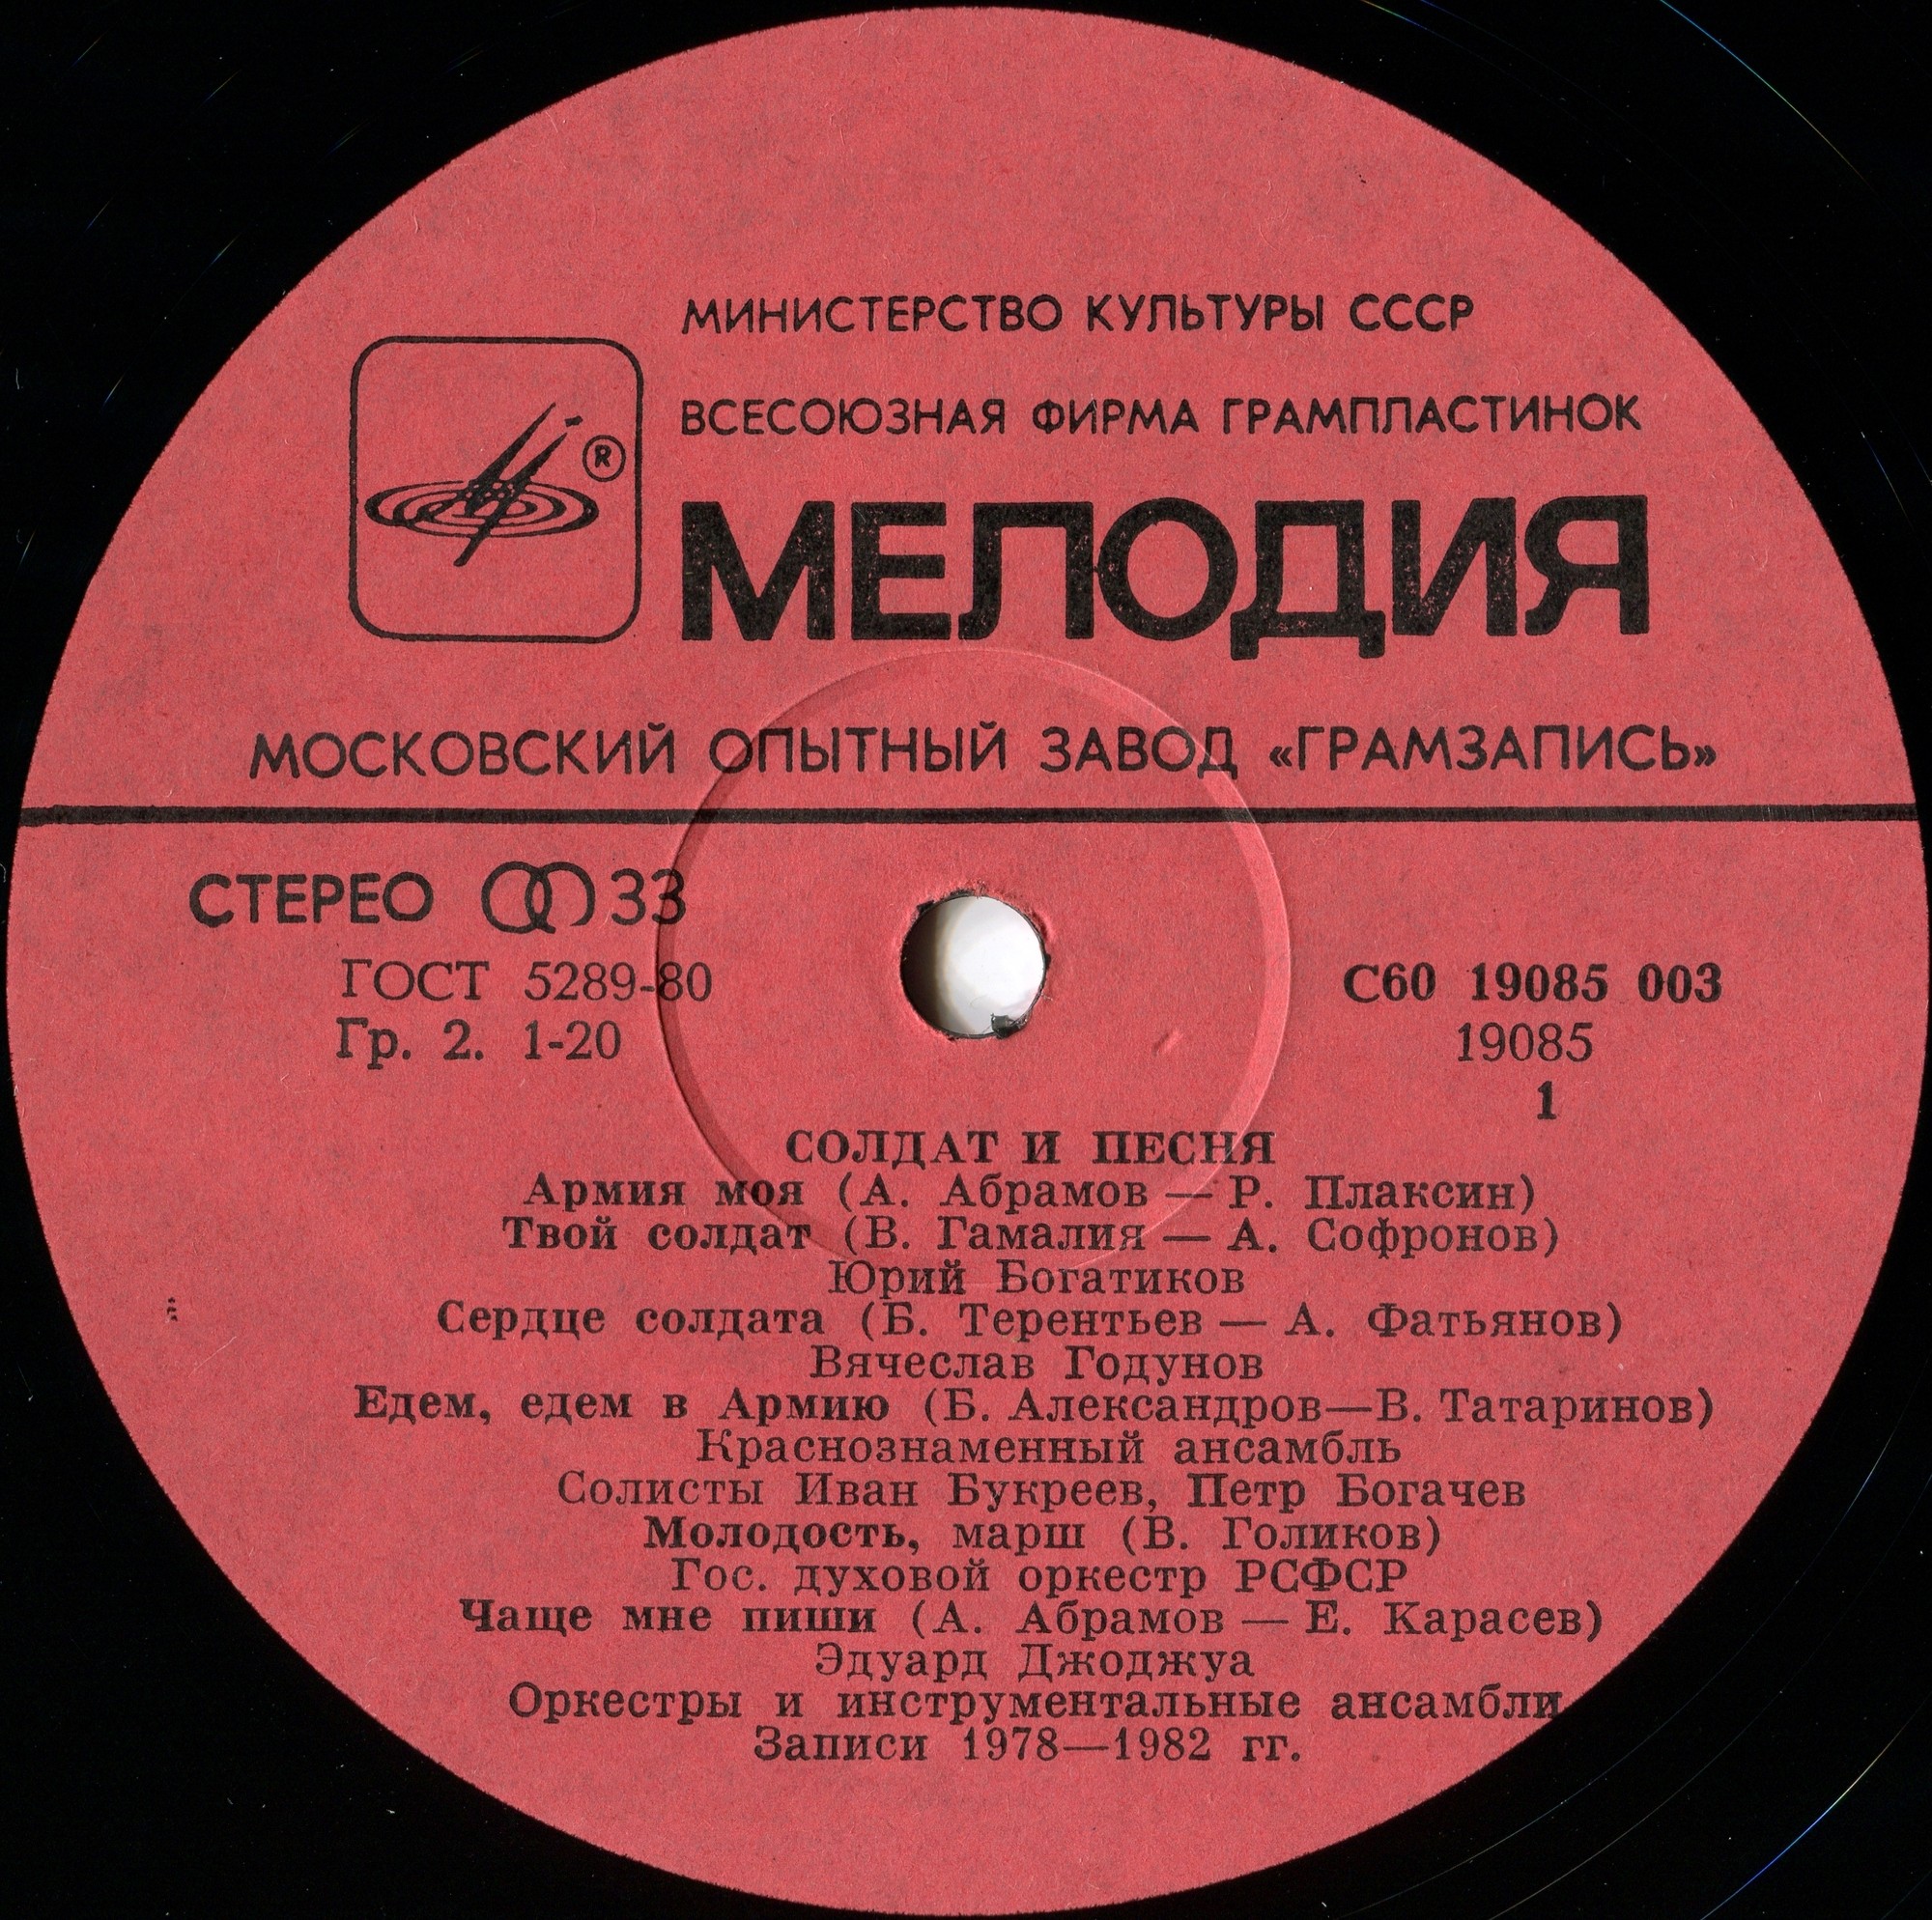 МИНИСТЕРСТВО КУЛЬТУРЫ СССР
ВСЕСОЮЗНАЯ ФИРМА ГРАМПЛАСТИНОК
®
МЕЛОДИЯ
МОСКОВСКИЙ ОПЫТНЫЙ ЗАВОД «ГРАМЗАПИСЬ»
СТЕРЕО 33
ГОСТ 5289-80
Гр. 2. 1-20
С60 19085 003
19085
1
СОЛДАТ И ПЕСНЯ
Армия моя (А. Абрамов — Р. Плаксин)
Твой солдат (В. Гамалия — А. Софронов)
Юрий Богатиков
Сердце солдата (Б. Терентьев — А. Фатьянов)
Вячеслав Годунов
Едем, едем в Армию (Б. Александров—В. Татаринов)
Краснознаменный ансамбль
Солисты Иван Букреев, Петр Богачев
Молодость, марш (В. Голиков)
Гос. духовой оркестр РСФСР
Чаще мне пиши (А. Абрамов — Е. Карасев)
Эдуард Джоджуа
Оркестры и инструментальные ансамбли
Записи 1978—1982 гг.